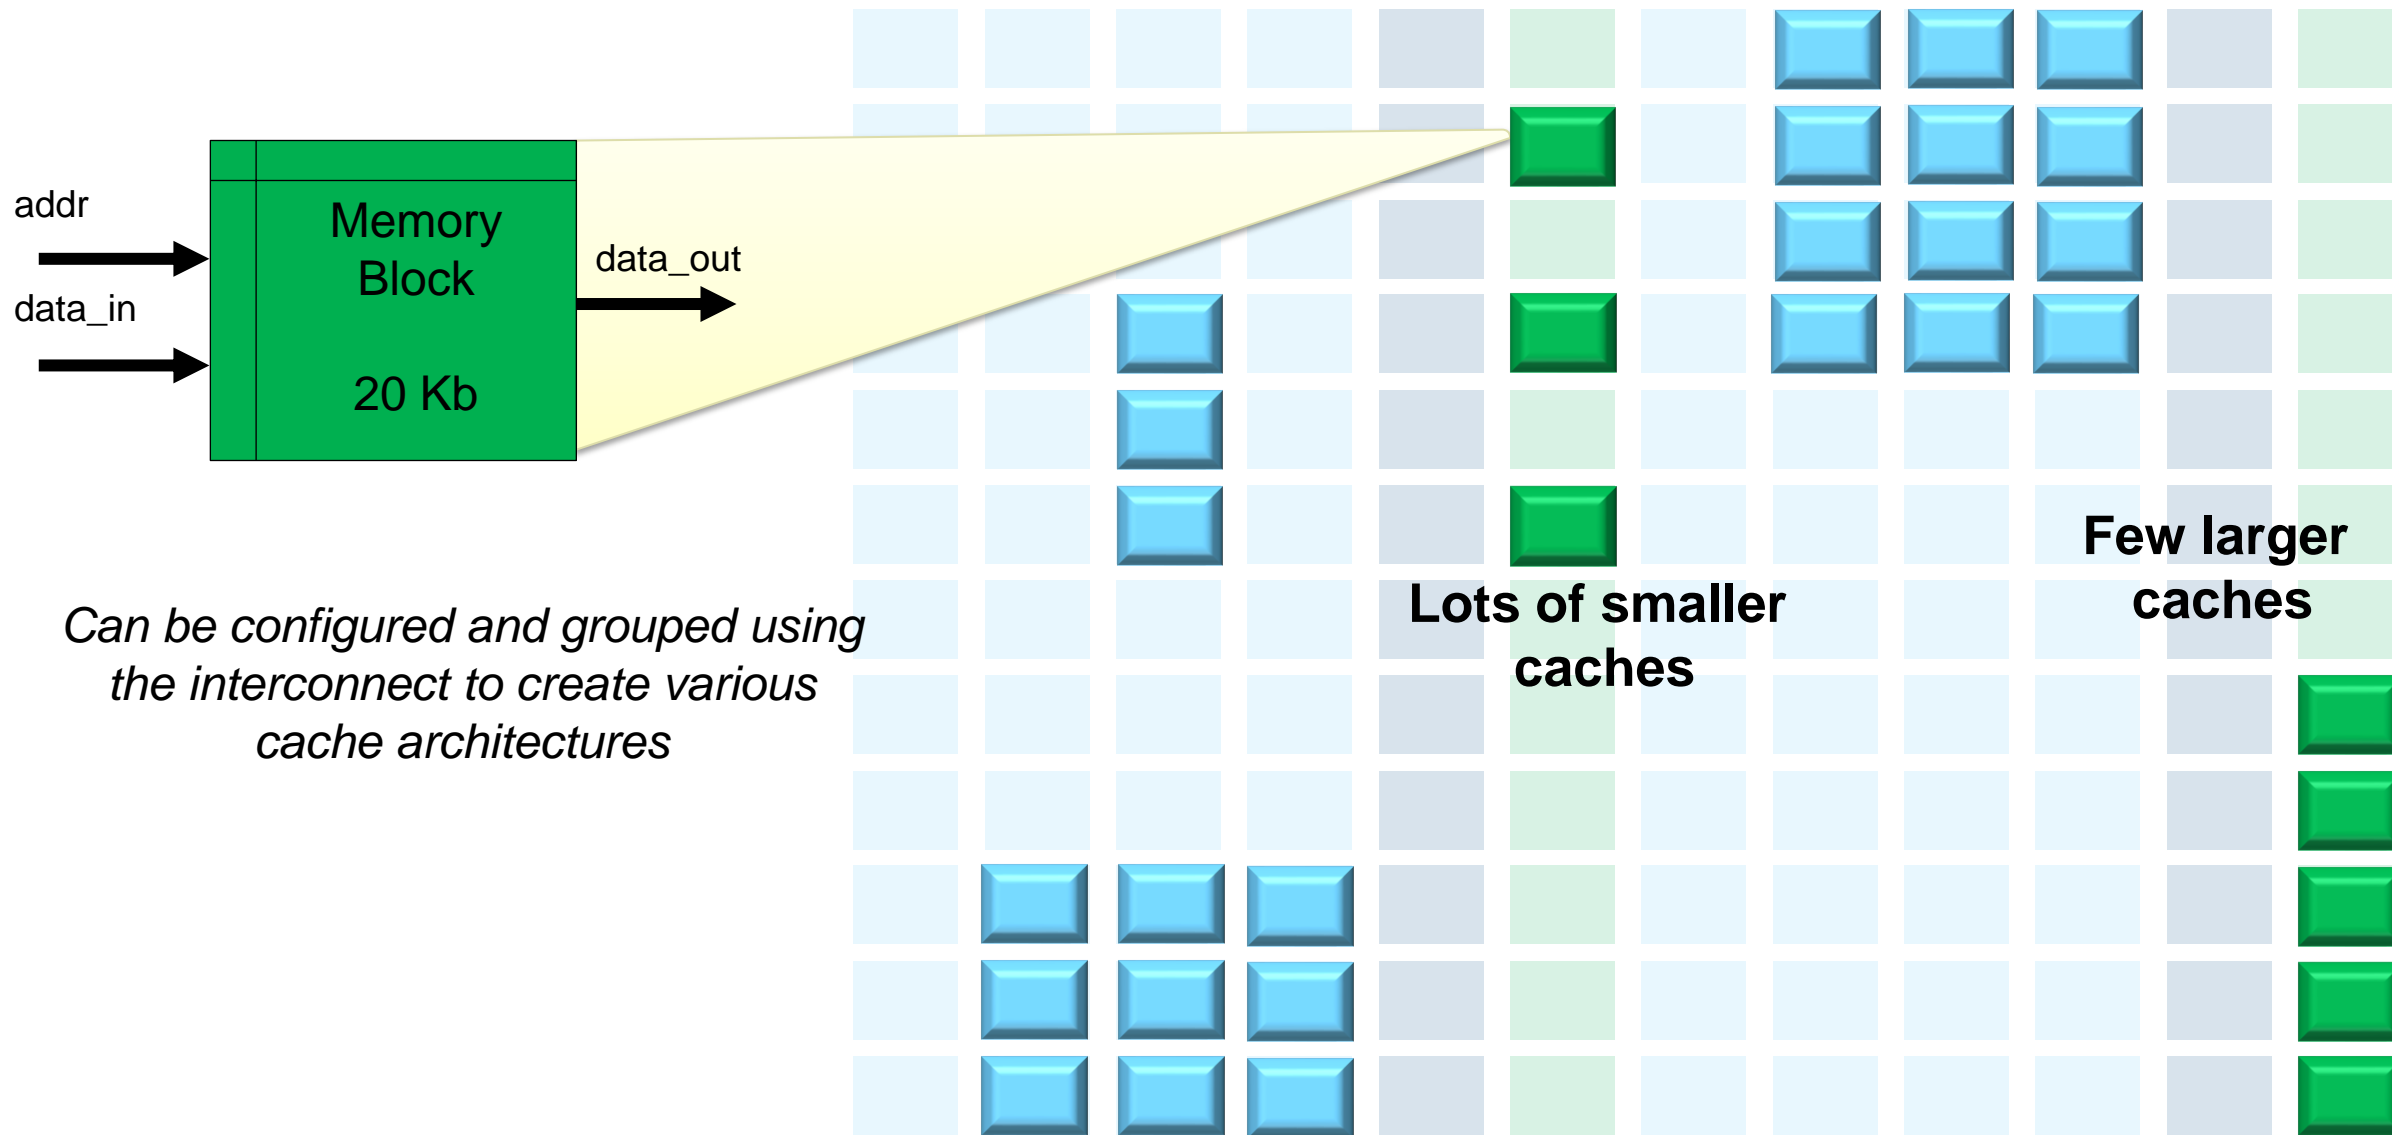 addr
data_in
Memory
Block
20 Kb
data_out
Can be configured and grouped using
the interconnect to create various
cache architectures
Lots of smaller
caches
Few larger
caches